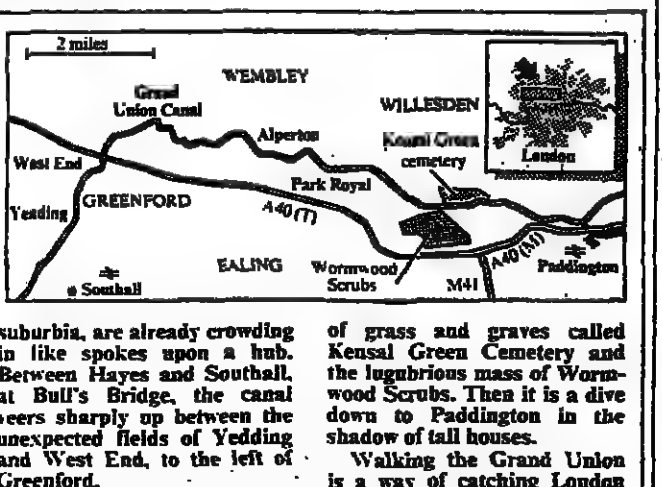 2 miles
WEMBLEY
Grand
Union Canal
WILLESDEN
Alperton
Kensal Green
cemetery
London
West End
Park Royal
Yeading
GREENFORD
A40(T)
EALING
Wormwood
Scrubs
A40(M)
Paddington
Southall
M41
suburbia, are already crowding
in like spokes upon a hub.
Between Hayes and Southall,
at Bull's Bridge, the canal
veers sharply up between the
unexpected fields of Yedding
and West End, to the left of
Greenford.
of grass and graves called
Kensal Green Cemetery and
the lugubrious mass of Worm-
wood Scrubs. Then it is a dive
down to Paddington in the
shadow of tall houses.
Walking the Grand Union
is a way of catching London